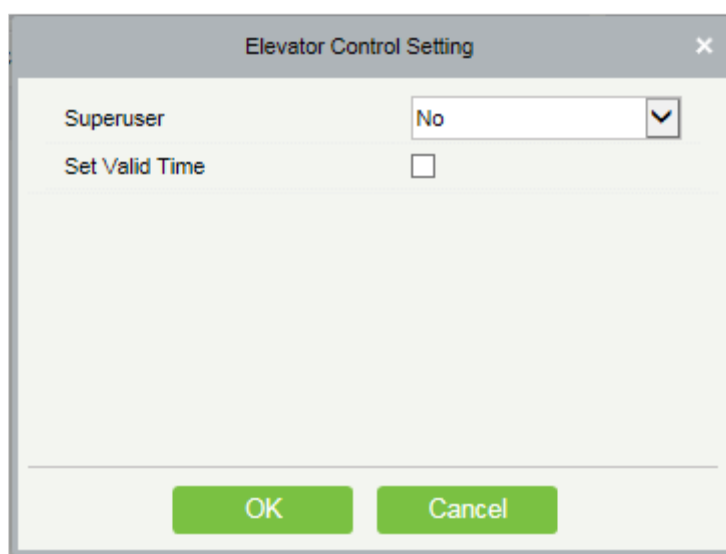 Elevator Control Setting
Superuser No
Set Valid Time
OK Cancel